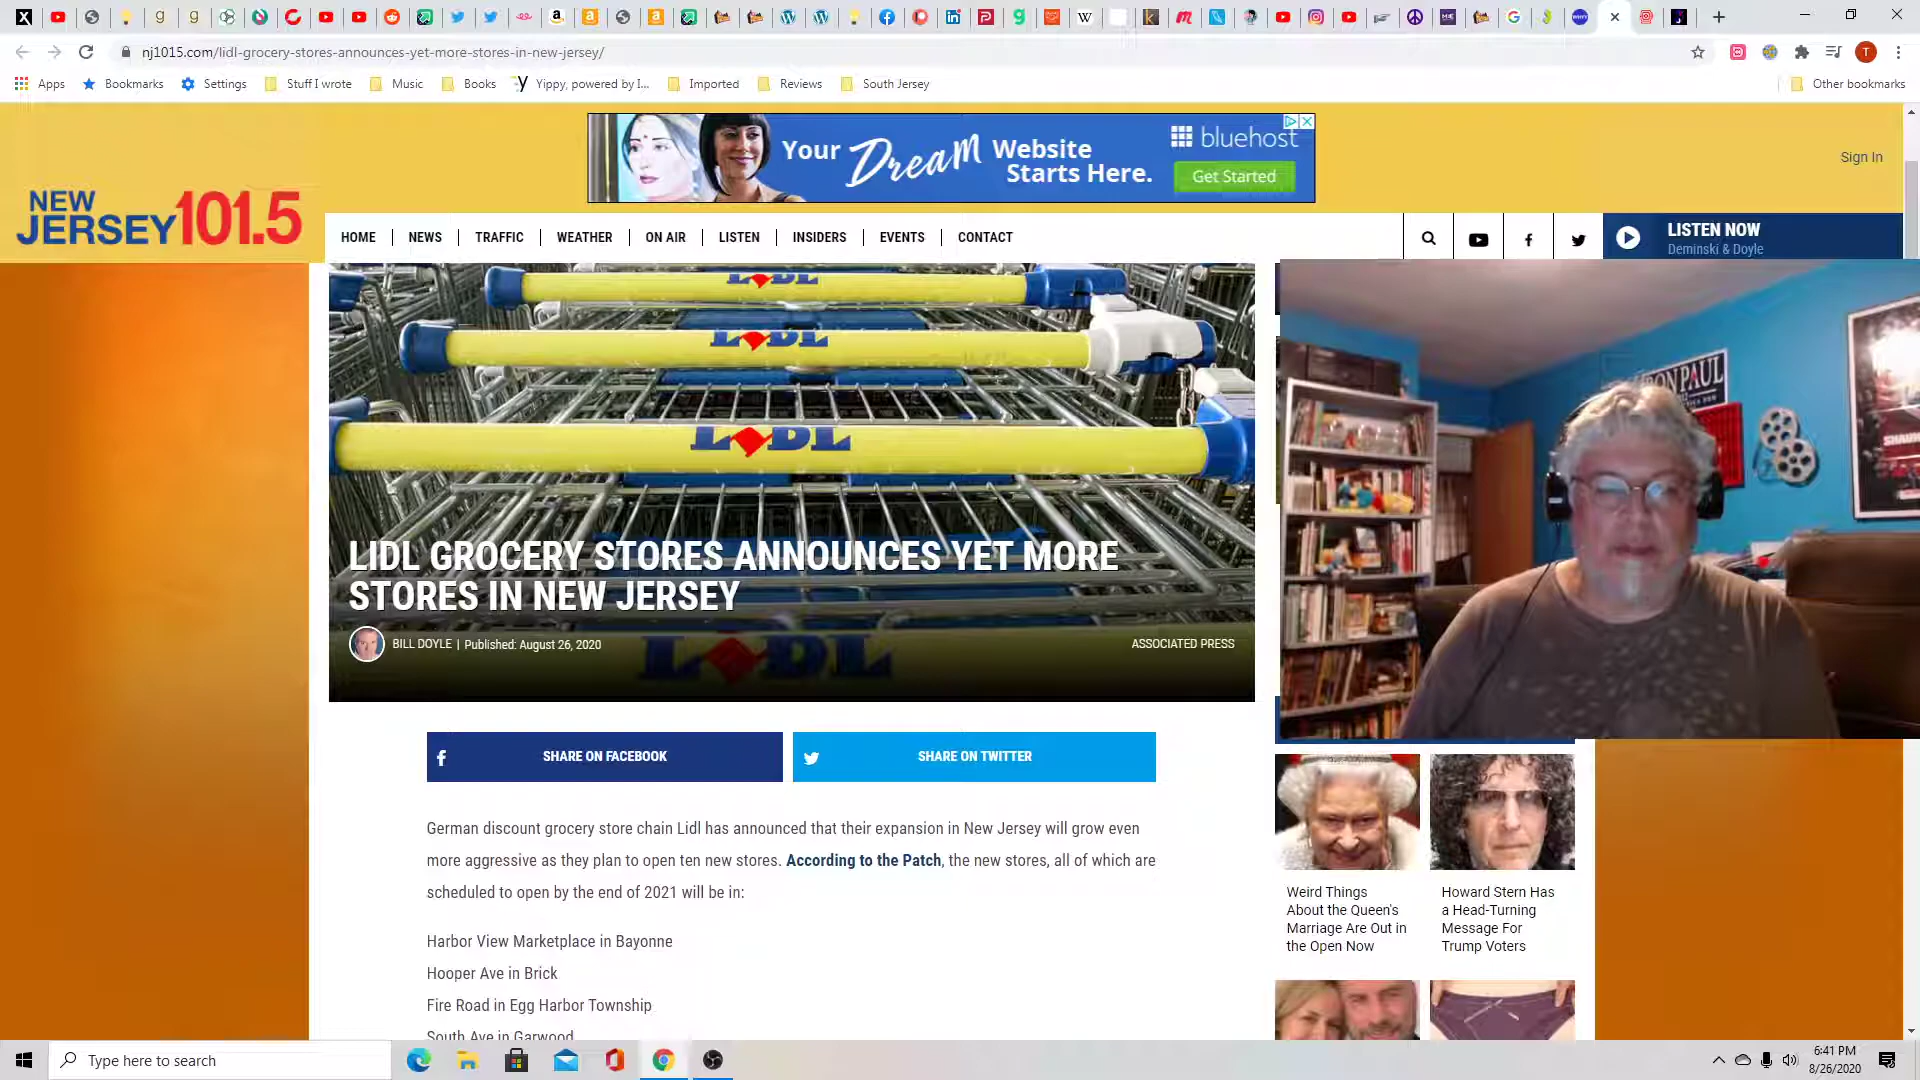 nj1015.com/lidl-grocery-stores-announces-yet-more-stores-in-new-jersey/
T
Apps
Bookmarks
Settings
Stuff I wrote
Music
Books
Yippy, powered by I...
Imported
Reviews
South Jersey
Other bookmarks
Your Dream Website
Starts Here.
bluehost
Get Started
Sign In
NEW
JERSEY 101.5
HOME
NEWS
TRAFFIC
WEATHER
ON AIR
LISTEN
INSIDERS
EVENTS
CONTACT
LISTEN NOW
Deminski & Doyle
LIDL
LIDL
LIDL
LIDL GROCERY STORES ANNOUNCES YET MORE
STORES IN NEW JERSEY
BILL DOYLE | Published: August 26, 2020
ASSOCIATED PRESS
LIDL
RON PAUL
SHARE ON FACEBOOK
SHARE ON TWITTER
German discount grocery store chain Lidl has announced that their expansion in New Jersey will grow even
more aggressive as they plan to open ten new stores. According to the Patch, the new stores, all of which are
scheduled to open by the end of 2021 will be in:
Harbor View Marketplace in Bayonne
Hooper Ave in Brick
Fire Road in Egg Harbor Township
South Ave in Garwood
Weird Things
About the Queen's
Marriage Are Out in
the Open Now
Howard Stern Has
a Head-Turning
Message For
Trump Voters
Type here to search
6:41 PM
8/26/2020